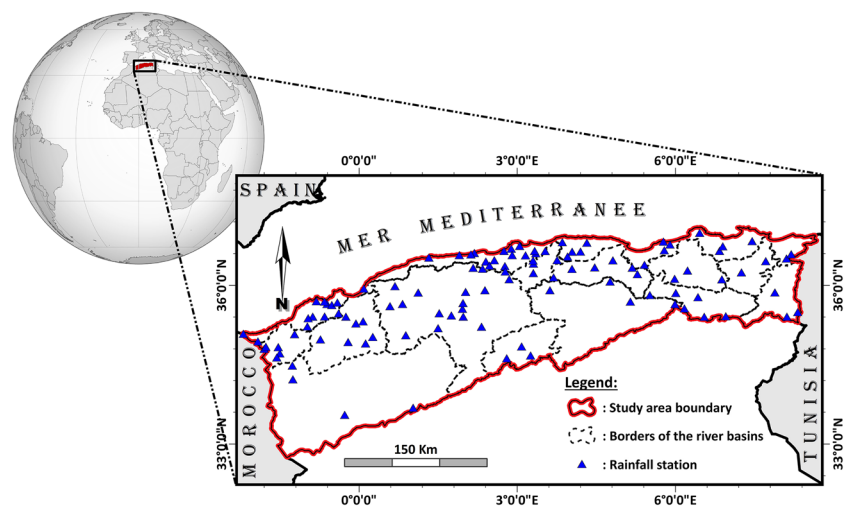 0°0'0"
3°0'0"E
6°0'0"E
SPAIN
MER MEDITERRANEE
36°0'0"N
36°0'0"N
N
MOROCCO
TUNISIA
Legend:
: Study area boundary
: Borders of the river basins
: Rainfall station
150 Km
33°0'0"N
33°0'0"N
0°0'0"
3°0'0"E
6°0'0"E